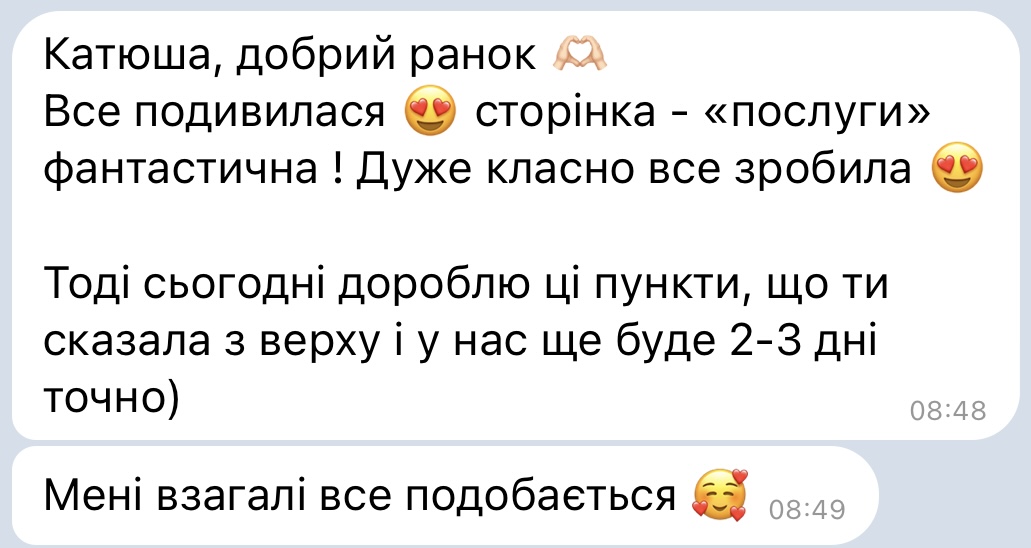 Катюша, добрий ранок 🫶🏻
Все подивилася 😍 сторінка - «послуги»
фантастична ! Дуже класно все зробила 😍
Тоді сьогодні дороблю ці пункти, що ти
сказала з верху і у нас ще буде 2-3 дні
точно)
08:48
Мені взагалі все подобається 🥰
08:49